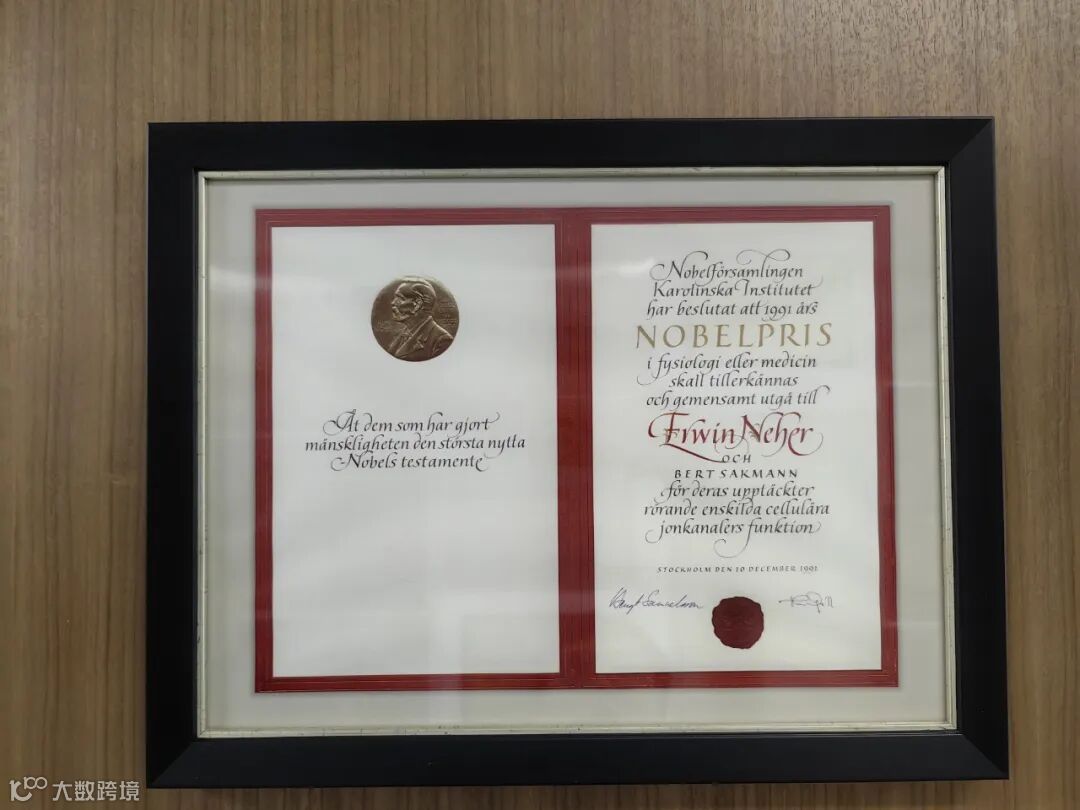 Åt dem som har gjort
mänskligheten den största nytta
Nobels testamente
Nobelförsamlingen
Karolinska Institutet
har beslutat att 1991 års
NOBELPRIS
i fysiologi eller medicin
skall tillerkännas
och gemensamt utgå till
Erwin Neher
OCH
BERT SAKMANN
för deras upptäckter
rörande enskilda cellulära
jonkanalers funktion
STOCKHOLM DEN 10 DECEMBER 1991
Bengt Samuelsson
大数跨境